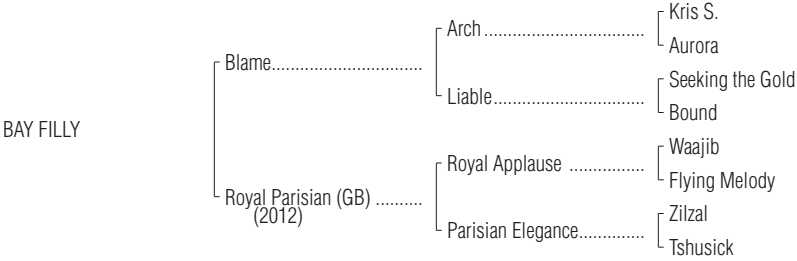 Kris S.
Arch................................
Aurora
Blame................................
Seeking the Gold
Liable................................
Bound
BAY FILLY
Waajib
Royal Applause ................
Flying Melody
Royal Parisian (GB) ..........
(2012)
Zilzal
Parisian Elegance..............
Tshusick